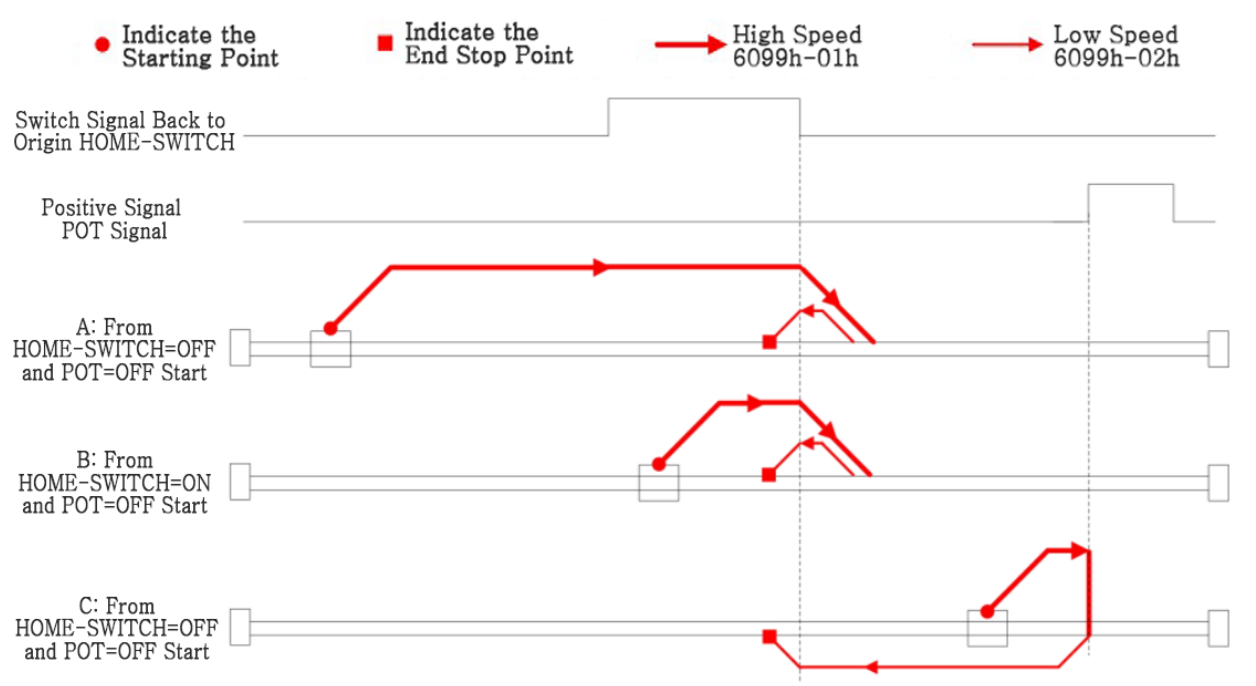 Indicate the
Starting Point
Indicate the
End Stop Point
High Speed
6099h-01h
Low Speed
6099h-02h
Switch Signal Back to
Origin HOME-SWITCH
Positive Signal
POT Signal
A: From
HOME-SWITCH=OFF
and POT=OFF Start
B: From
HOME-SWITCH=ON
and POT=OFF Start
C: From
HOME-SWITCH=OFF
and POT=OFF Start